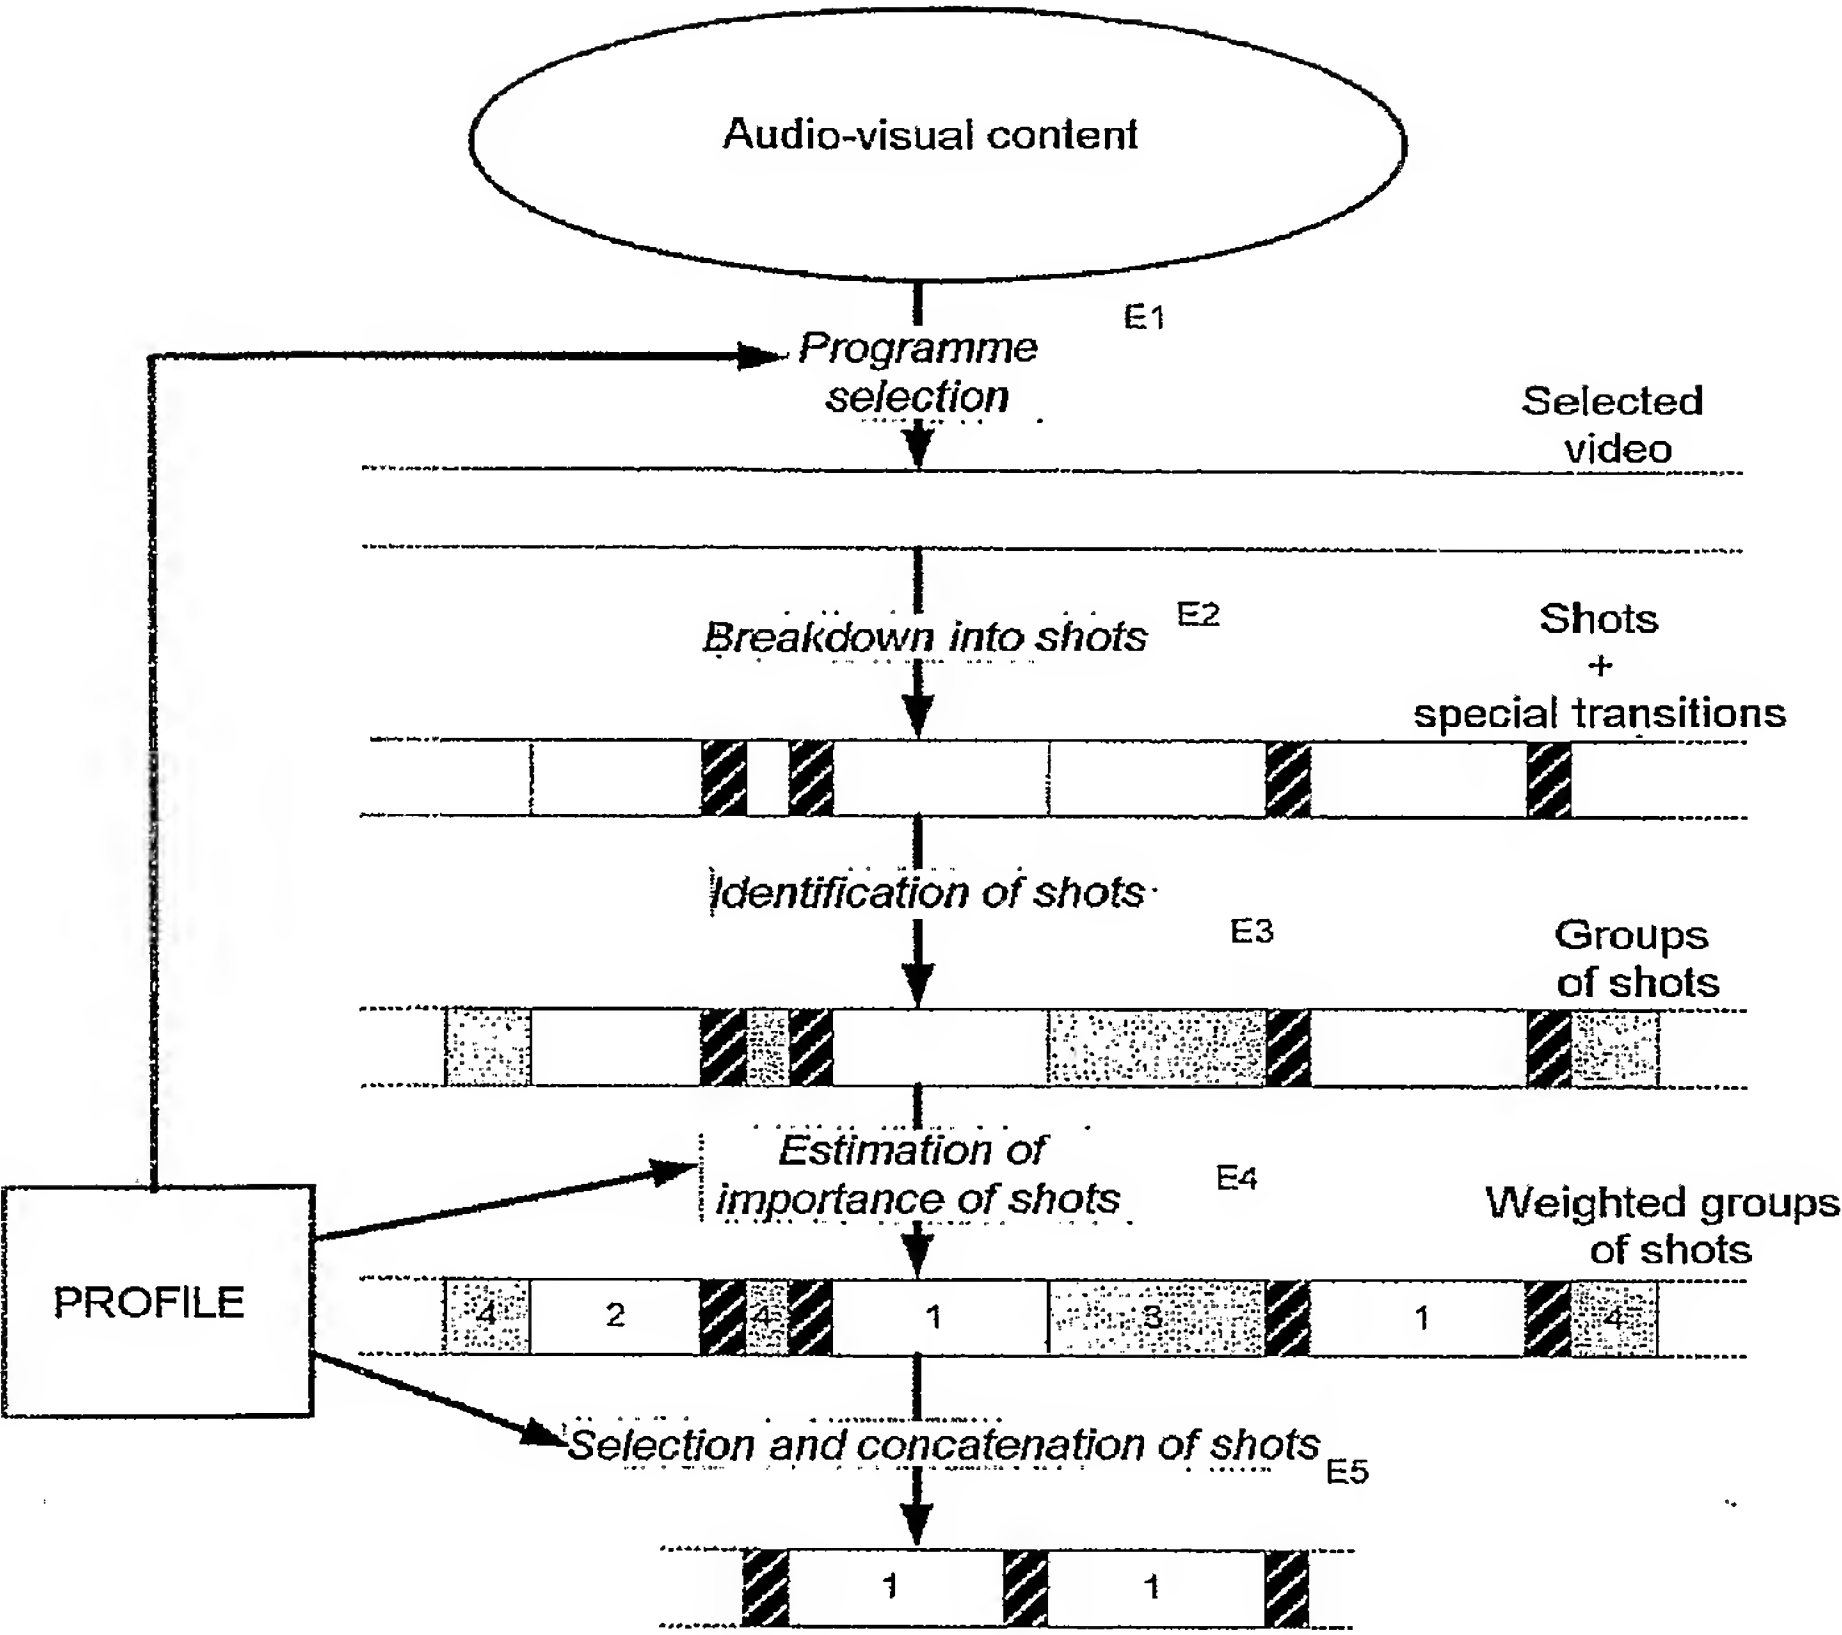 Audio-visual content
E1
Programme
selection
Selected
video
E2
Breakdown into shots
Shots
+
special transitions
Identification of shots
E3
Groups
of shots
Estimation of
importance of shots
E4
Weighted groups
of shots
PROFILE
4 2 4 1 3 1 4
Selection and concatenation of shots
E5
1 1